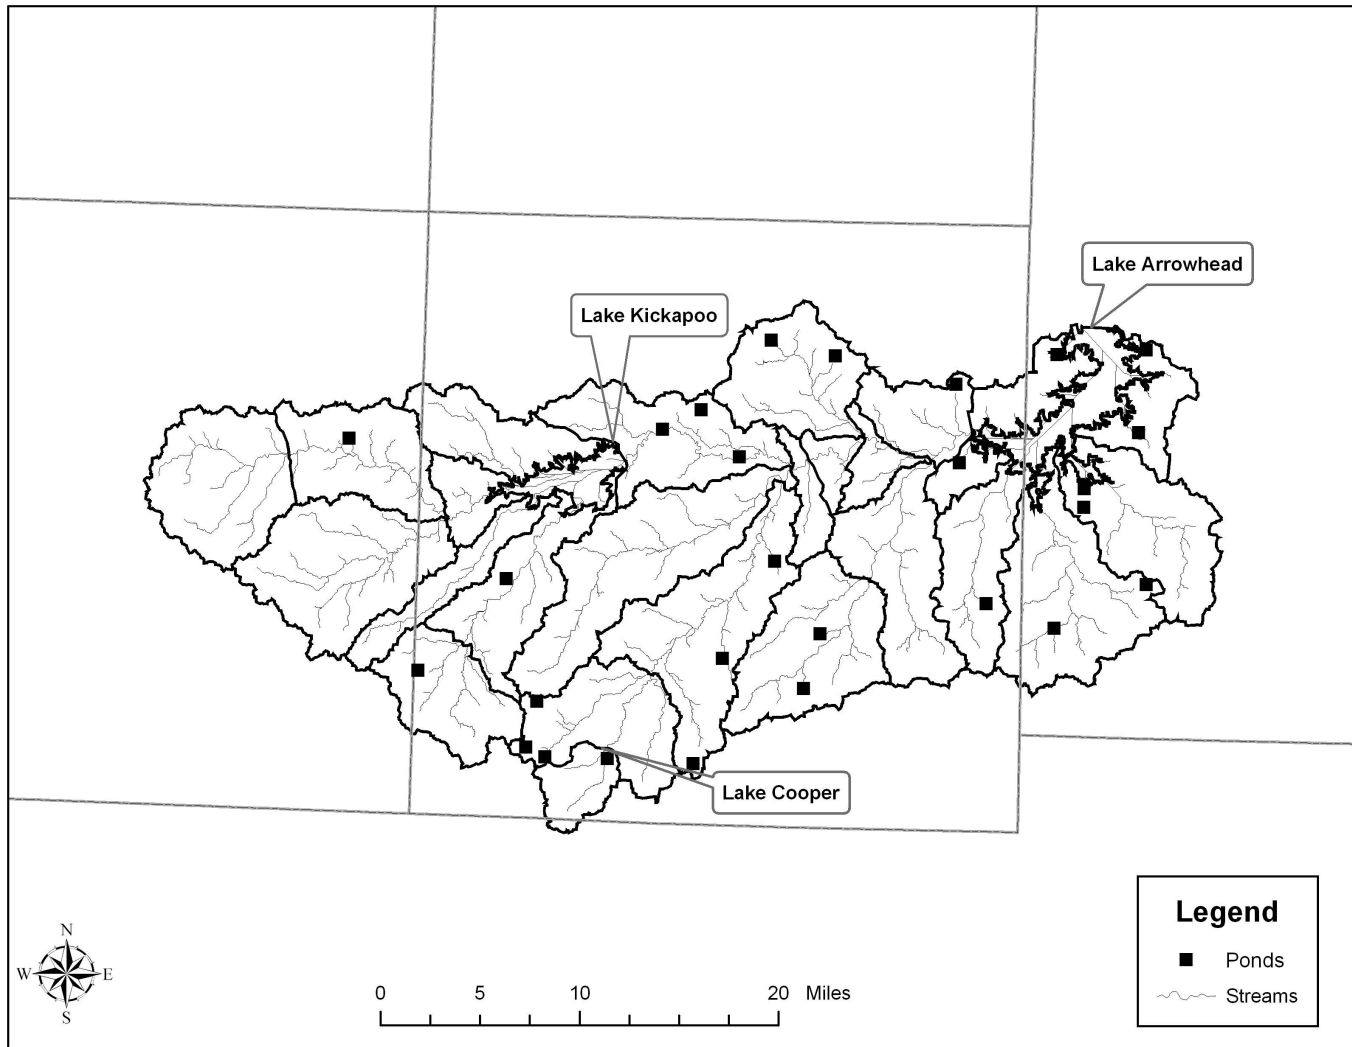 Lake Arrowhead
Lake Kickapoo
Lake Cooper
Legend
Ponds
Streams
N
W E
S
0 5 10 20 Miles